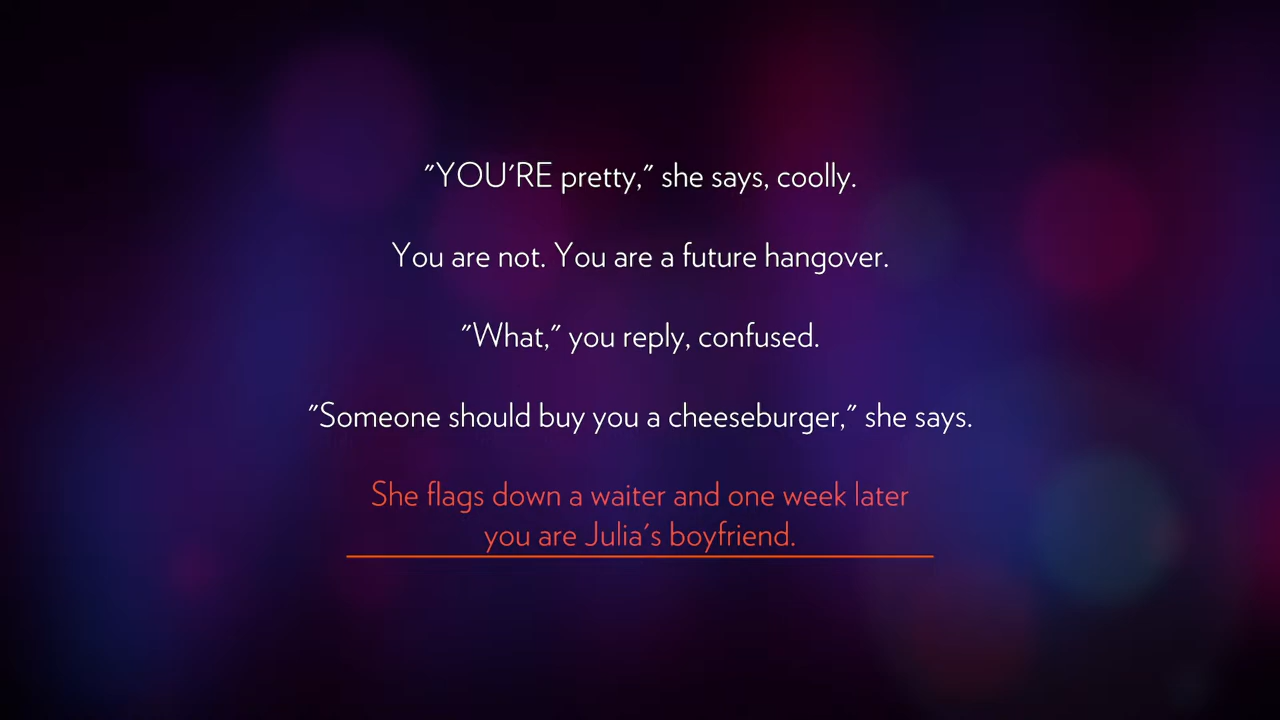 "YOU'RE pretty," she says, coolly.
You are not. You are a future hangover.
"What," you reply, confused.
"Someone should buy you a cheeseburger," she says.
She flags down a waiter and one week later
you are Julia's boyfriend.